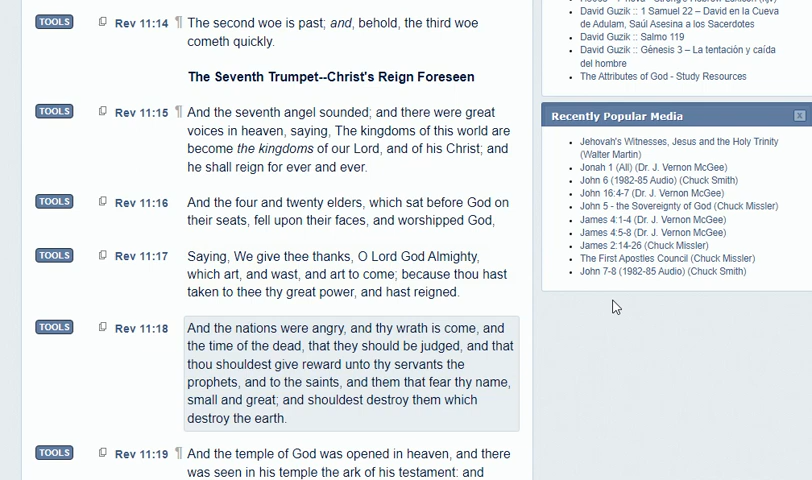 TOOLS Rev 11:14 ¶ The second woe is past; and, behold, the third woe
cometh quickly.
The Seventh Trumpet--Christ's Reign Foreseen
TOOLS Rev 11:15 ¶ And the seventh angel sounded; and there were great
voices in heaven, saying, The kingdoms of this world are
become the kingdoms of our Lord, and of his Christ; and
he shall reign for ever and ever.
TOOLS Rev 11:16 And the four and twenty elders, which sat before God on
their seats, fell upon their faces, and worshipped God,
TOOLS Rev 11:17 Saying, We give thee thanks, O Lord God Almighty,
which art, and wast, and art to come; because thou hast
taken to thee thy great power, and hast reigned.
TOOLS Rev 11:18 And the nations were angry, and thy wrath is come, and
the time of the dead, that they should be judged, and that
thou shouldest give reward unto thy servants the
prophets, and to the saints, and them that fear thy name,
small and great; and shouldest destroy them which
destroy the earth.
TOOLS Rev 11:19 ¶ And the temple of God was opened in heaven, and there
was seen in his temple the ark of his testament: and
David Guzik :: 1 Samuel 22 – David en la Cueva
de Adulam, Saúl Asesina a los Sacerdotes
David Guzik :: Salmo 119
David Guzik :: Génesis 3 – La tentación y caída
del hombre
The Attributes of God - Study Resources
Recently Popular Media x
Jehovah's Witnesses, Jesus and the Holy Trinity
(Walter Martin)
Jonah 1 (All) (Dr. J. Vernon McGee)
John 6 (1982-85 Audio) (Chuck Smith)
John 16:4-7 (Dr. J. Vernon McGee)
John 5 - the Sovereignty of God (Chuck Missler)
James 4:1-4 (Dr. J. Vernon McGee)
James 4:5-8 (Dr. J. Vernon McGee)
James 2:14-26 (Chuck Missler)
The First Apostles Council (Chuck Missler)
John 7-8 (1982-85 Audio) (Chuck Smith)